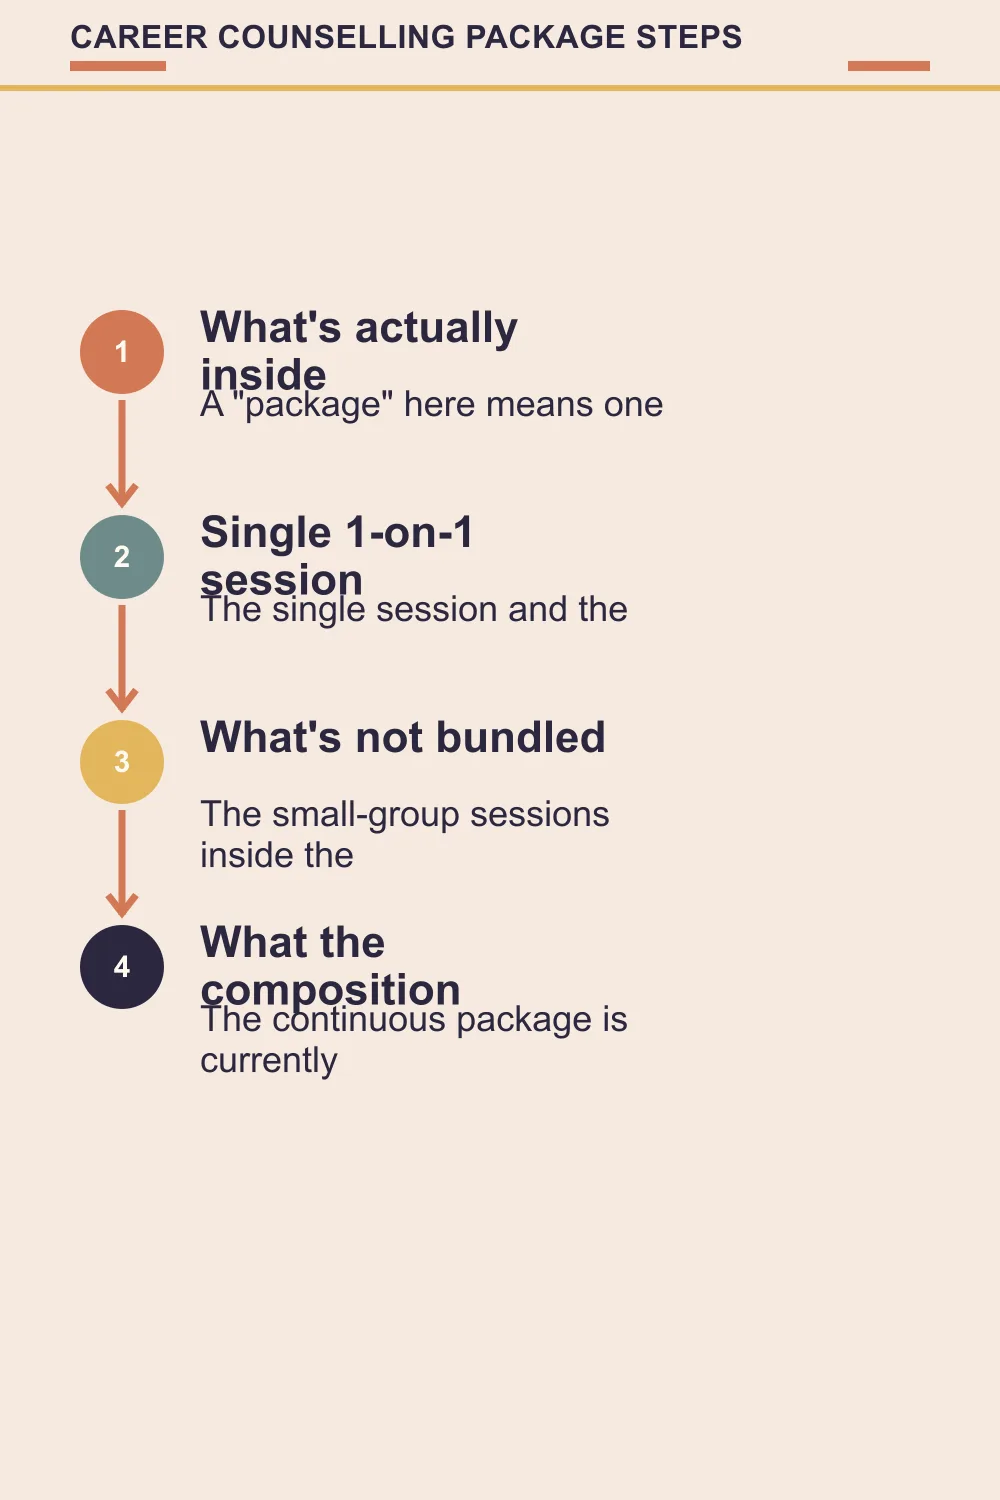 CAREER COUNSELLING PACKAGE STEPS
1
What's actually
inside
A "package" here means one
2
Single 1-on-1
session
The single session and the
3
What's not bundled
The small-group sessions
inside the
4
What the
composition
The continuous package is
currently